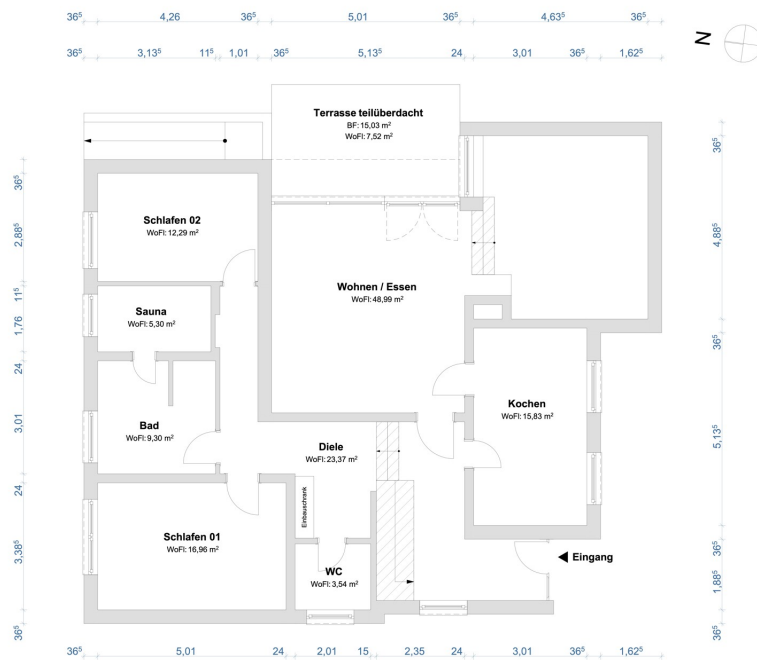 36⁵ 4,26 36⁵ 5,01 36⁵ 4,63⁵ 36⁵
36⁵ 3,13⁵ 11⁵ 1,01 36⁵ 5,13⁵ 24 3,01 36⁵ 1,62⁵
N
Terrasse teilüberdacht
BF: 15,03 m²
WoFl: 7,52 m²
36⁵
2,88⁵
11⁵
1,76
24
3,01
24
3,38⁵
36⁵
Schlafen 02
WoFl: 12,29 m²
Wohnen / Essen
WoFl: 48,99 m²
Sauna
WoFl: 5,30 m²
Kochen
WoFl: 15,83 m²
Bad
WoFl: 9,30 m²
Diele
WoFl: 23,37 m²
Einbauschrank
Schlafen 01
WoFl: 16,96 m²
WC
WoFl: 3,54 m²
Eingang
36⁵
4,88⁵
36⁵
5,13⁵
36⁵
1,88⁵
36⁵
36⁵ 5,01 24 2,01 15 2,35 24 3,01 36⁵ 1,62⁵